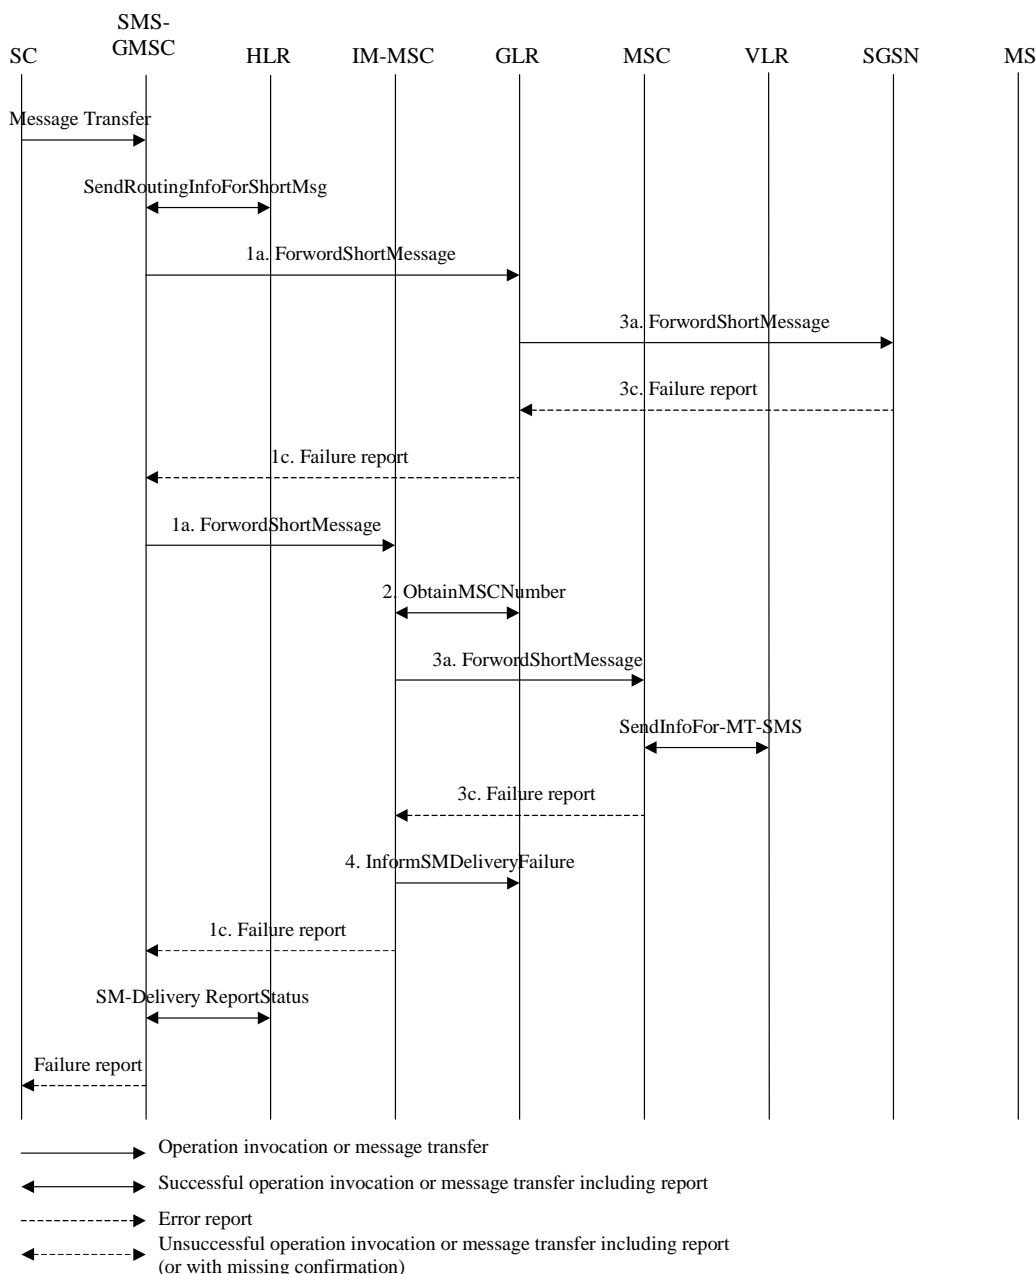 SMS-
GMSC
SC HLR IM-MSC GLR MSC VLR SGSN MS
Message Transfer
SendRoutingInfoForShortMsg
1a. ForwordShortMessage
3a. ForwordShortMessage
3c. Failure report
1c. Failure report
1a. ForwordShortMessage
2. ObtainMSCNumber
3a. ForwordShortMessage
SendInfoFor-MT-SMS
3c. Failure report
4. InformSMDeliveryFailure
1c. Failure report
SM-Delivery ReportStatus
Failure report
Operation invocation or message transfer
Successful operation invocation or message transfer including report
Error report
Unsuccessful operation invocation or message transfer including report
(or with missing confirmation)